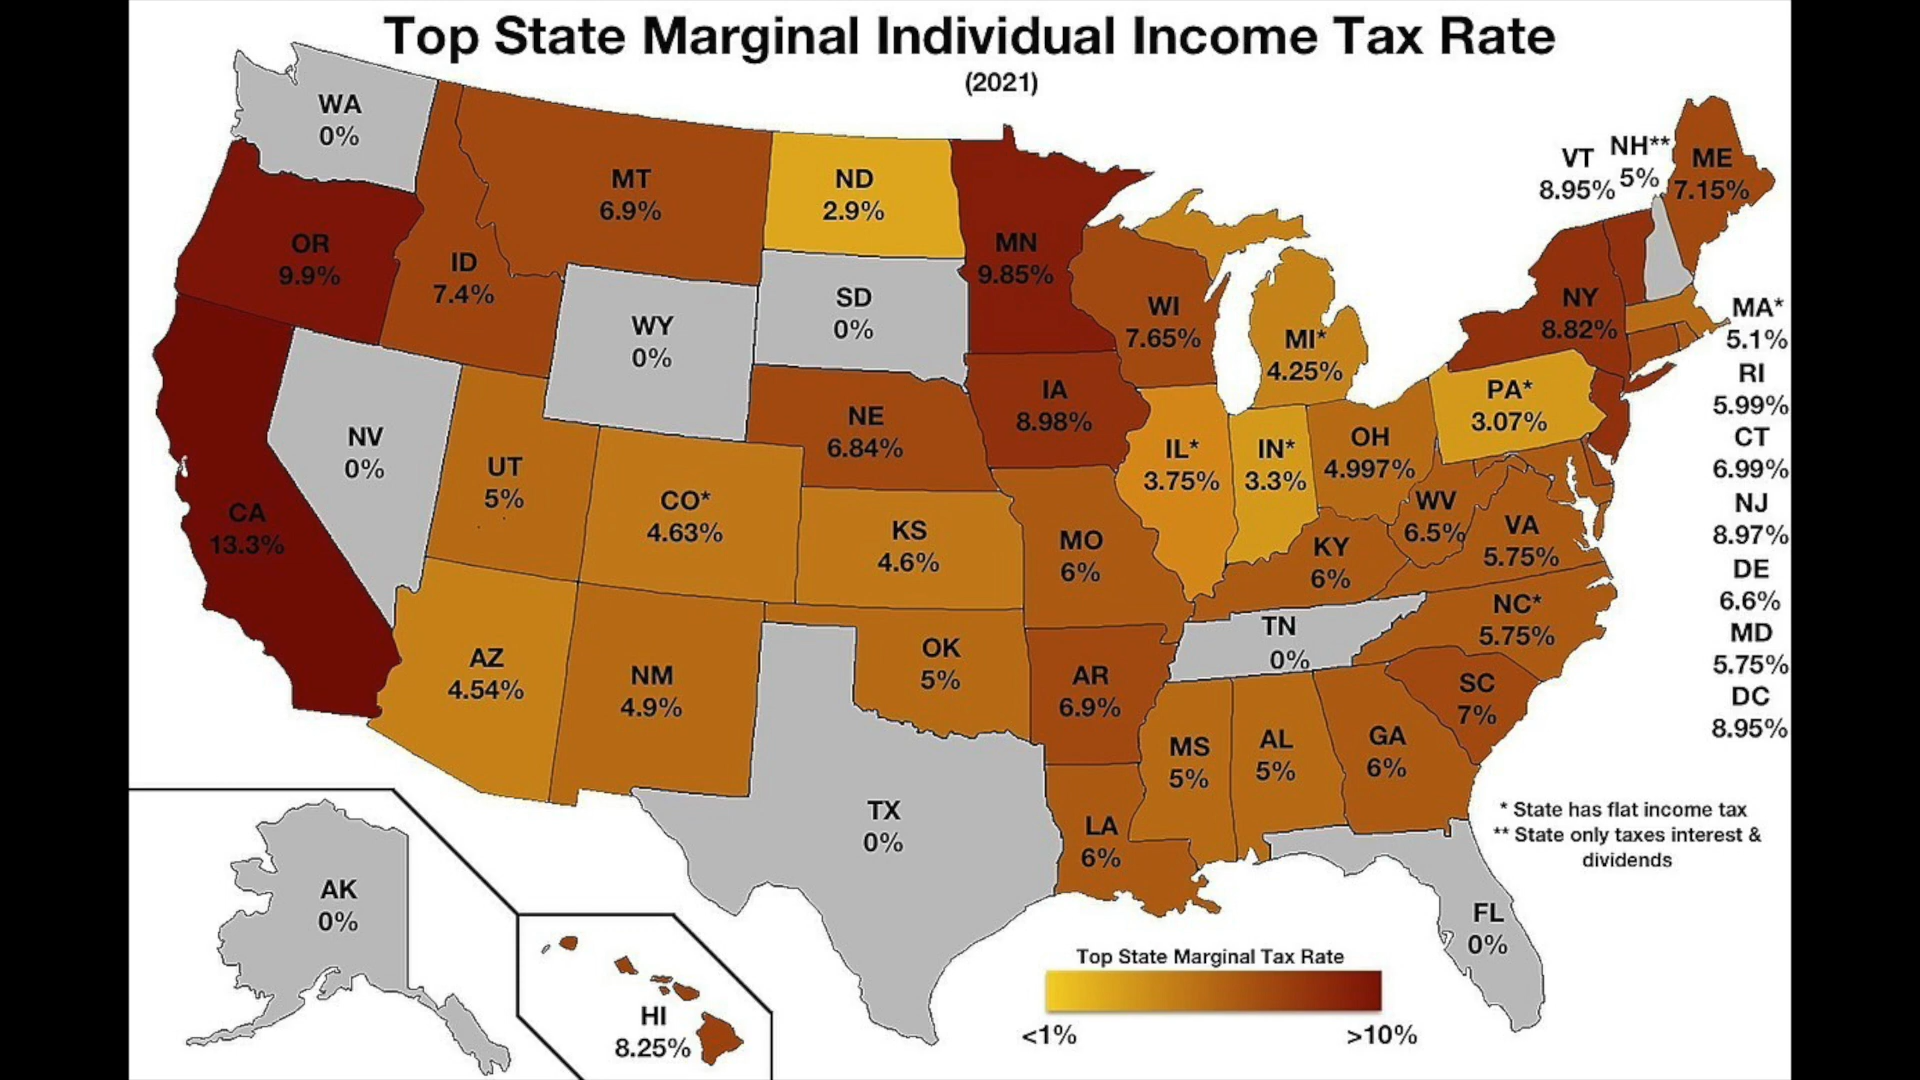 Top State Marginal Individual Income Tax Rate
(2021)
WA
0%
OR
9.9%
CA
13.3%
NV
0%
ID
7.4%
MT
6.9%
WY
0%
UT
5%
CO*
4.63%
AZ
4.54%
NM
4.9%
ND
2.9%
SD
0%
NE
6.84%
KS
4.6%
OK
5%
TX
0%
MN
9.85%
IA
8.98%
MO
6%
AR
6.9%
LA
6%
WI
7.65%
IL*
3.75%
MI*
4.25%
IN*
3.3%
OH
4.997%
KY
6%
TN
0%
MS
5%
AL
5%
GA
6%
FL
0%
SC
7%
NC*
5.75%
VA
5.75%
WV
6.5%
PA*
3.07%
NY
8.82%
VT
8.95%
NH**
5%
ME
7.15%
MA*
5.1%
RI
5.99%
CT
6.99%
NJ
8.97%
DE
6.6%
MD
5.75%
DC
8.95%
AK
0%
HI
8.25%
* State has flat income tax
** State only taxes interest &
dividends
Top State Marginal Tax Rate
<1%
>10%